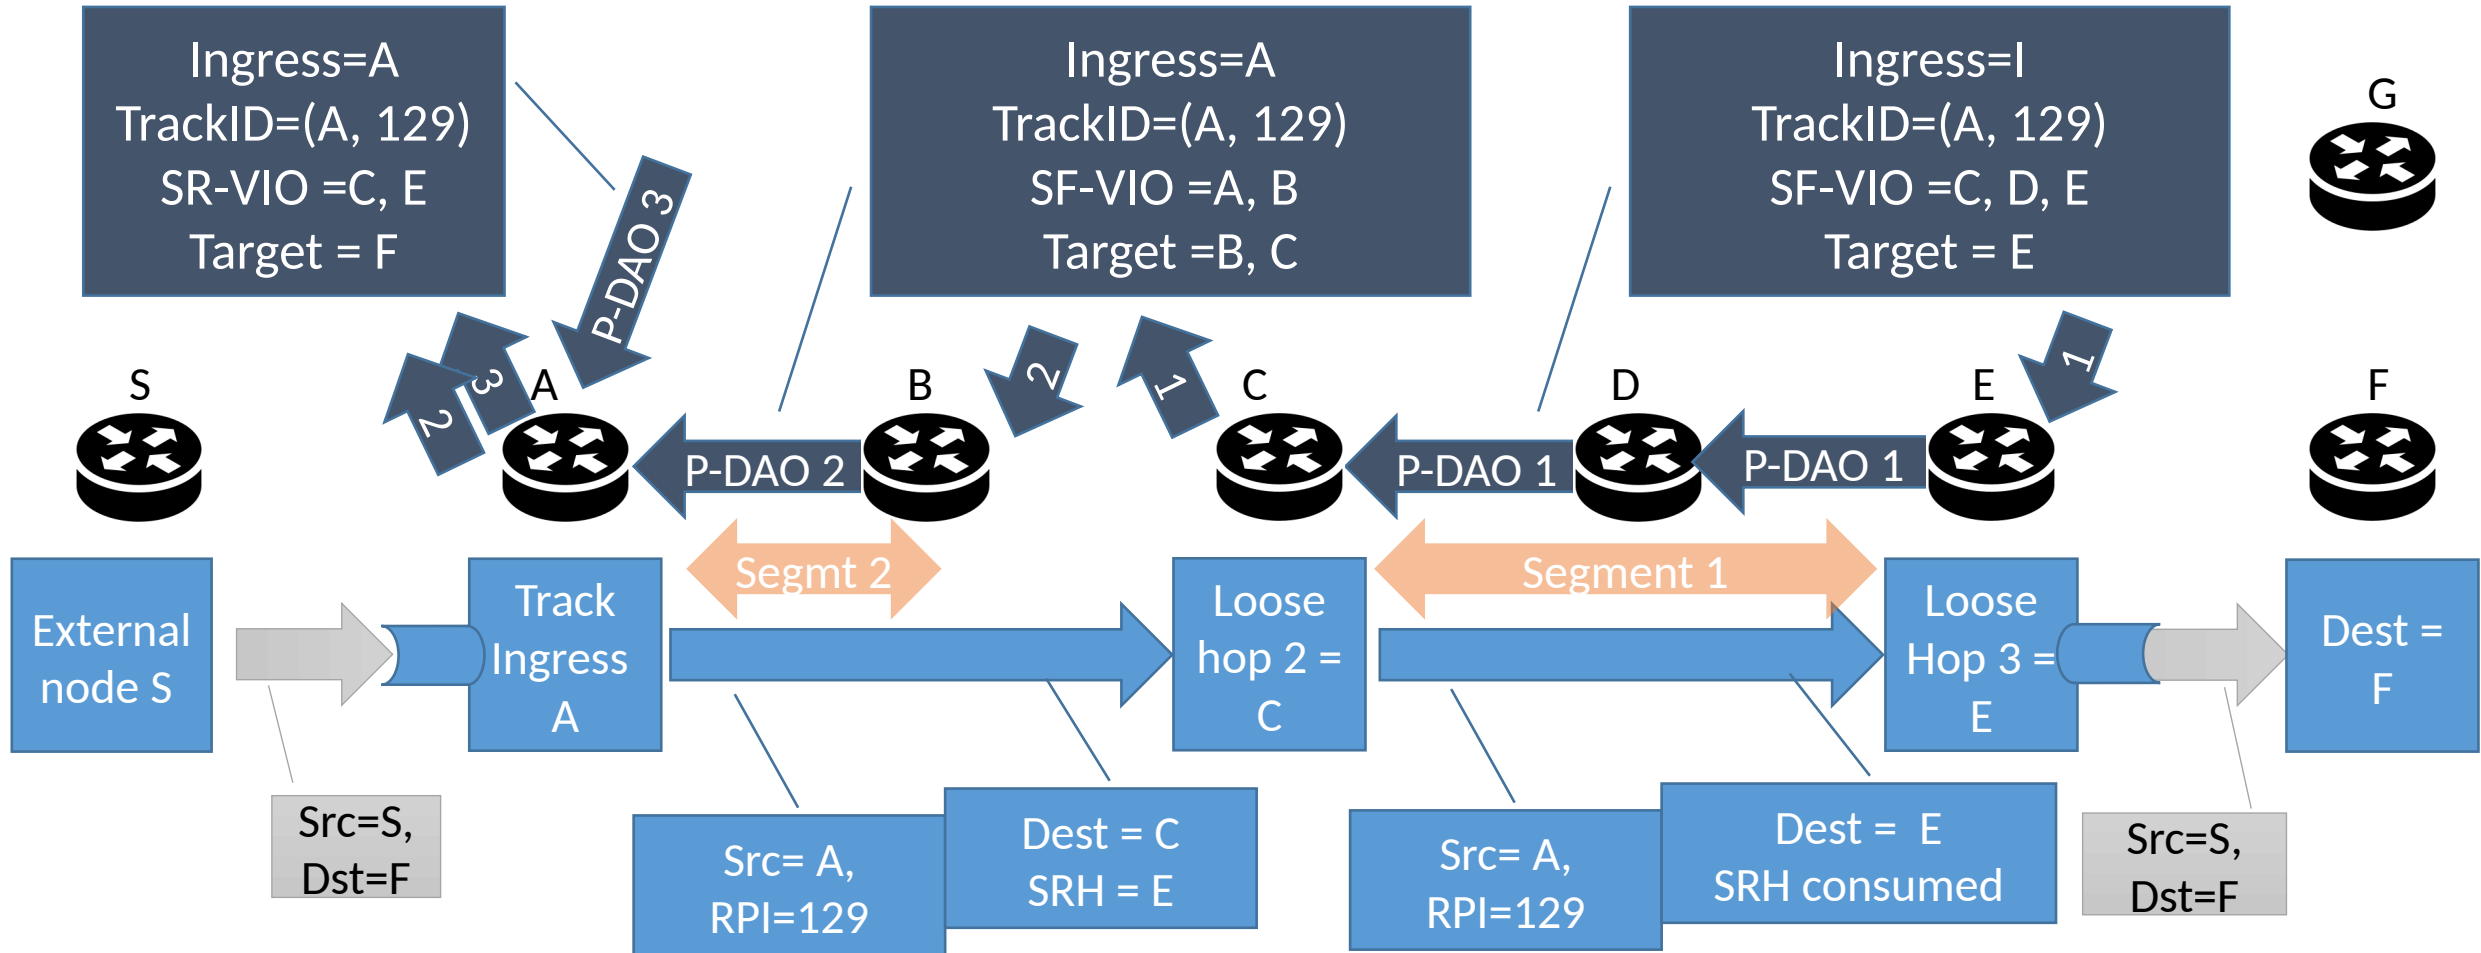 Ingress=A
TrackID=(A, 129)
SR-VIO =C, E
Target = F
Ingress=A
TrackID=(A, 129)
SF-VIO =A, B
Target =B, C
Ingress=I
TrackID=(A, 129)
SF-VIO =C, D, E
Target = E
G
P-DAO 3
2
3
2
1
1
S
A
B
C
D
E
F
P-DAO 2
P-DAO 1
P-DAO 1
Segmt 2
Segment 1
External
node S
Track
Ingress
A
Loose
hop 2 =
C
Loose
Hop 3 =
E
Dest =
F
Src=S,
Dst=F
Src= A,
RPI=129
Dest = C
SRH = E
Src= A,
RPI=129
Dest =  E
SRH consumed
Src=S,
Dst=F